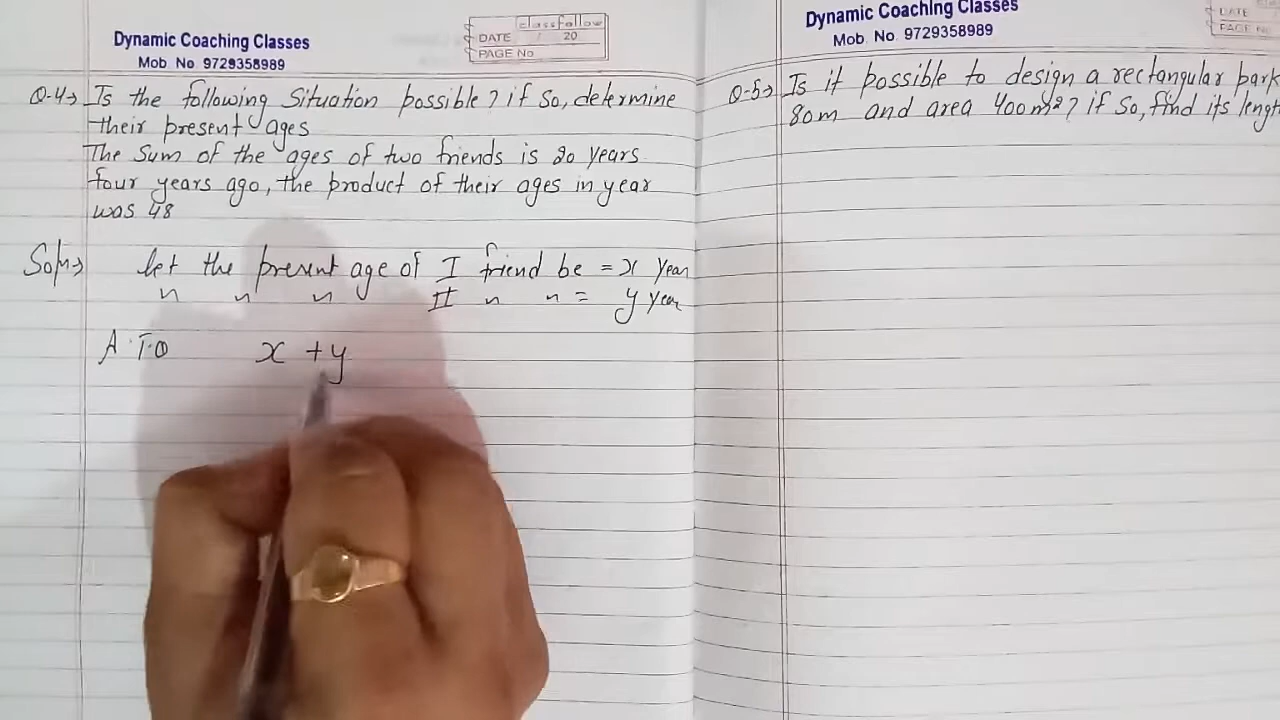 Dynamic Coaching Classes
Mob. No. 9729358989
classfellow
DATE / 20
PAGE No.
Q-4→ Is the following Situation possible? if so, determine
their present ages
The Sum of the ages of two friends is 20 years
four years ago, the product of their ages in year
was 48
Soln→ let the present age of I friend be = x year
" " " II " " = y year
A.T.Q x + y
Dynamic Coaching Classes
Mob. No. 9729358989
DATE
PAGE No
Q-5→ Is it possible to design a rectangular park
80m and area 400m²? if so, find its length